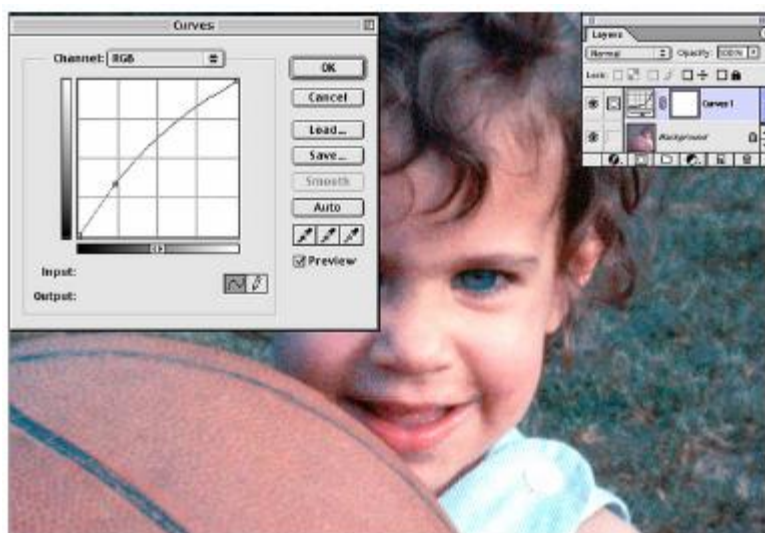 Curves
Channel: RGB
OK
Cancel
Load...
Save...
Smooth
Auto
Preview
Input:
Output:
Layers
Normal
Opacity: 100%
Lock:
Curves 1
Background